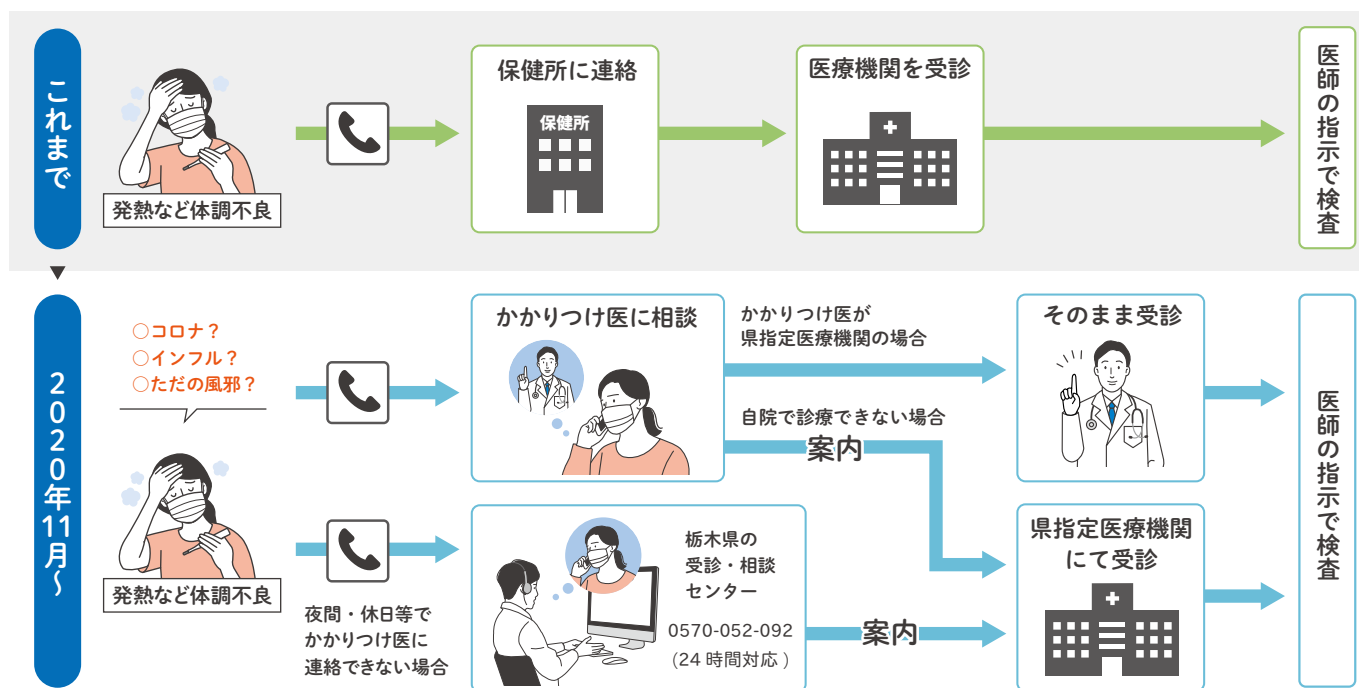 これまで
発熱など体調不良
保健所に連絡
保健所
医療機関を受診
医師の指示で検査
2020年11月〜
○コロナ?
○インフル?
○ただの風邪?
発熱など体調不良
かかりつけ医に相談
かかりつけ医が
県指定医療機関の場合
そのまま受診
自院で診療できない場合
案内
夜間・休日等で
かかりつけ医に
連絡できない場合
栃木県の
受診・相談
センター
0570-052-092
(24時間対応)
案内
県指定医療機関
にて受診
医師の指示で検査